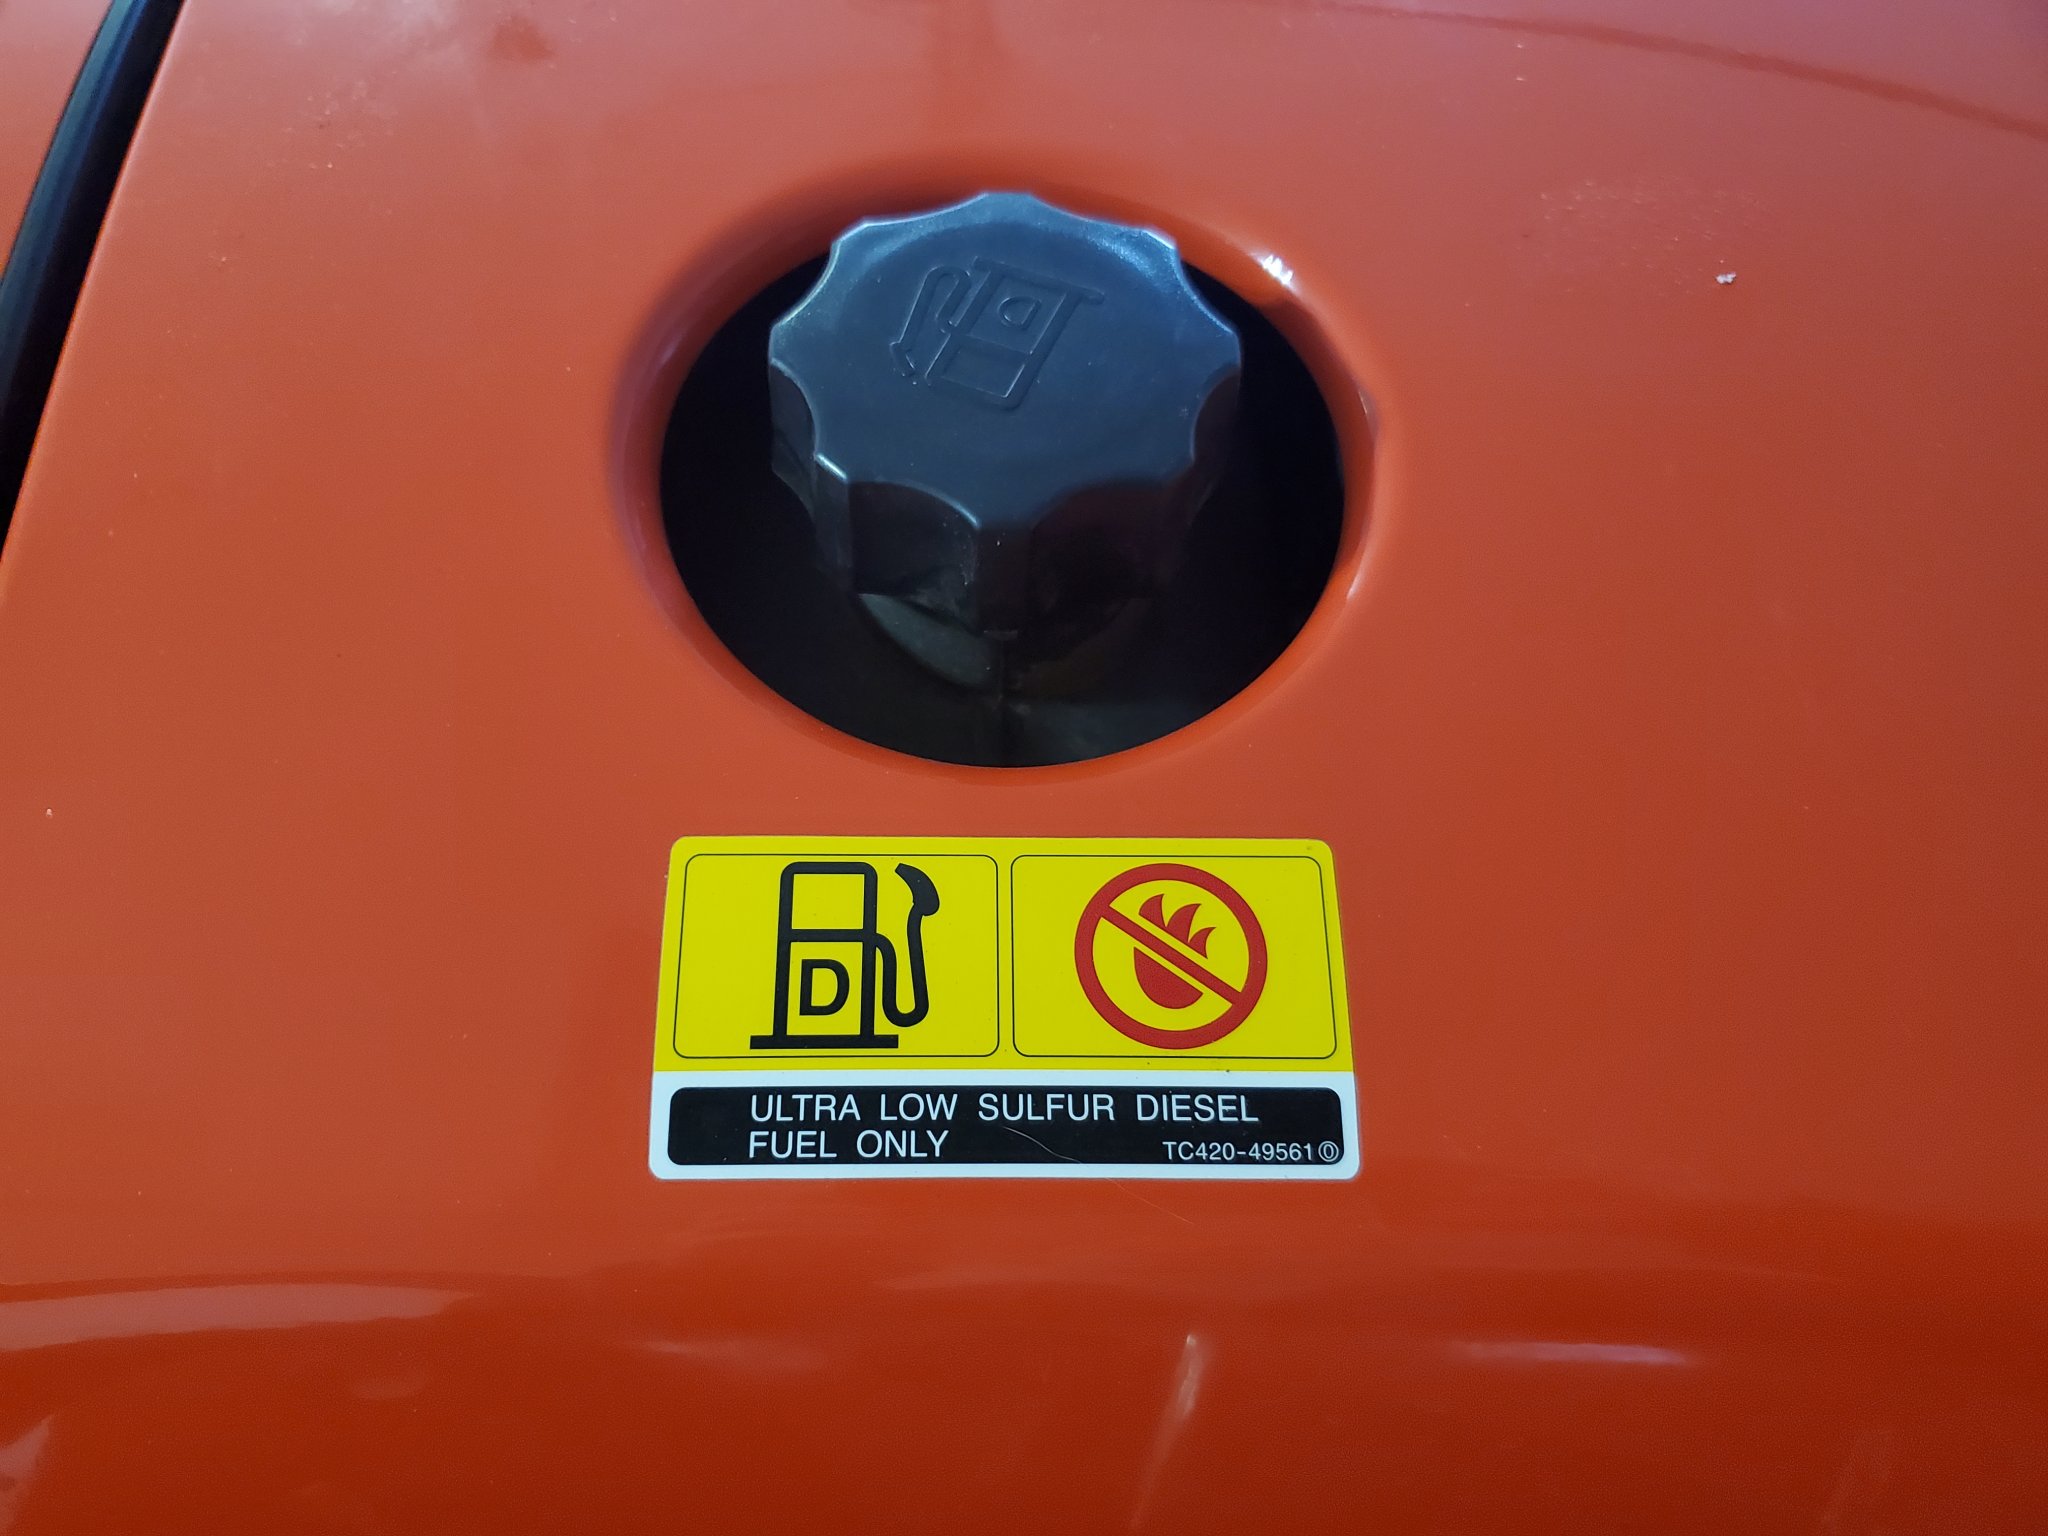 D
D
ULTRA LOW SULFUR DIESEL
FUEL ONLY TC420-49561⓪